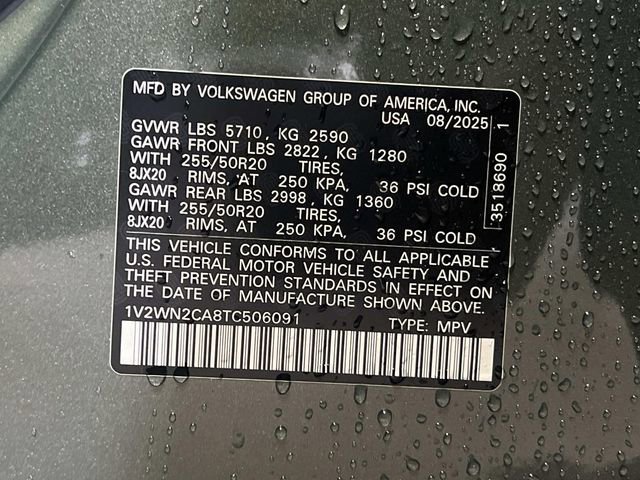 MFD BY VOLKSWAGEN GROUP OF AMERICA, INC.
USA 08/2025
GVWR LBS 5710, KG 2590
GAWR FRONT LBS 2822, KG 1280
WITH 255/50R20 TIRES,
8JX20 RIMS, AT 250 KPA, 36 PSI COLD
GAWR REAR LBS 2998, KG 1360
WITH 255/50R20 TIRES,
8JX20 RIMS, AT 250 KPA, 36 PSI COLD
THIS VEHICLE CONFORMS TO ALL APPLICABLE
U.S. FEDERAL MOTOR VEHICLE SAFETY AND
THEFT PREVENTION STANDARDS IN EFFECT ON
THE DATE OF MANUFACTURE SHOWN ABOVE.
1V2WN2CA8TC506091 TYPE: MPV
3518690 1